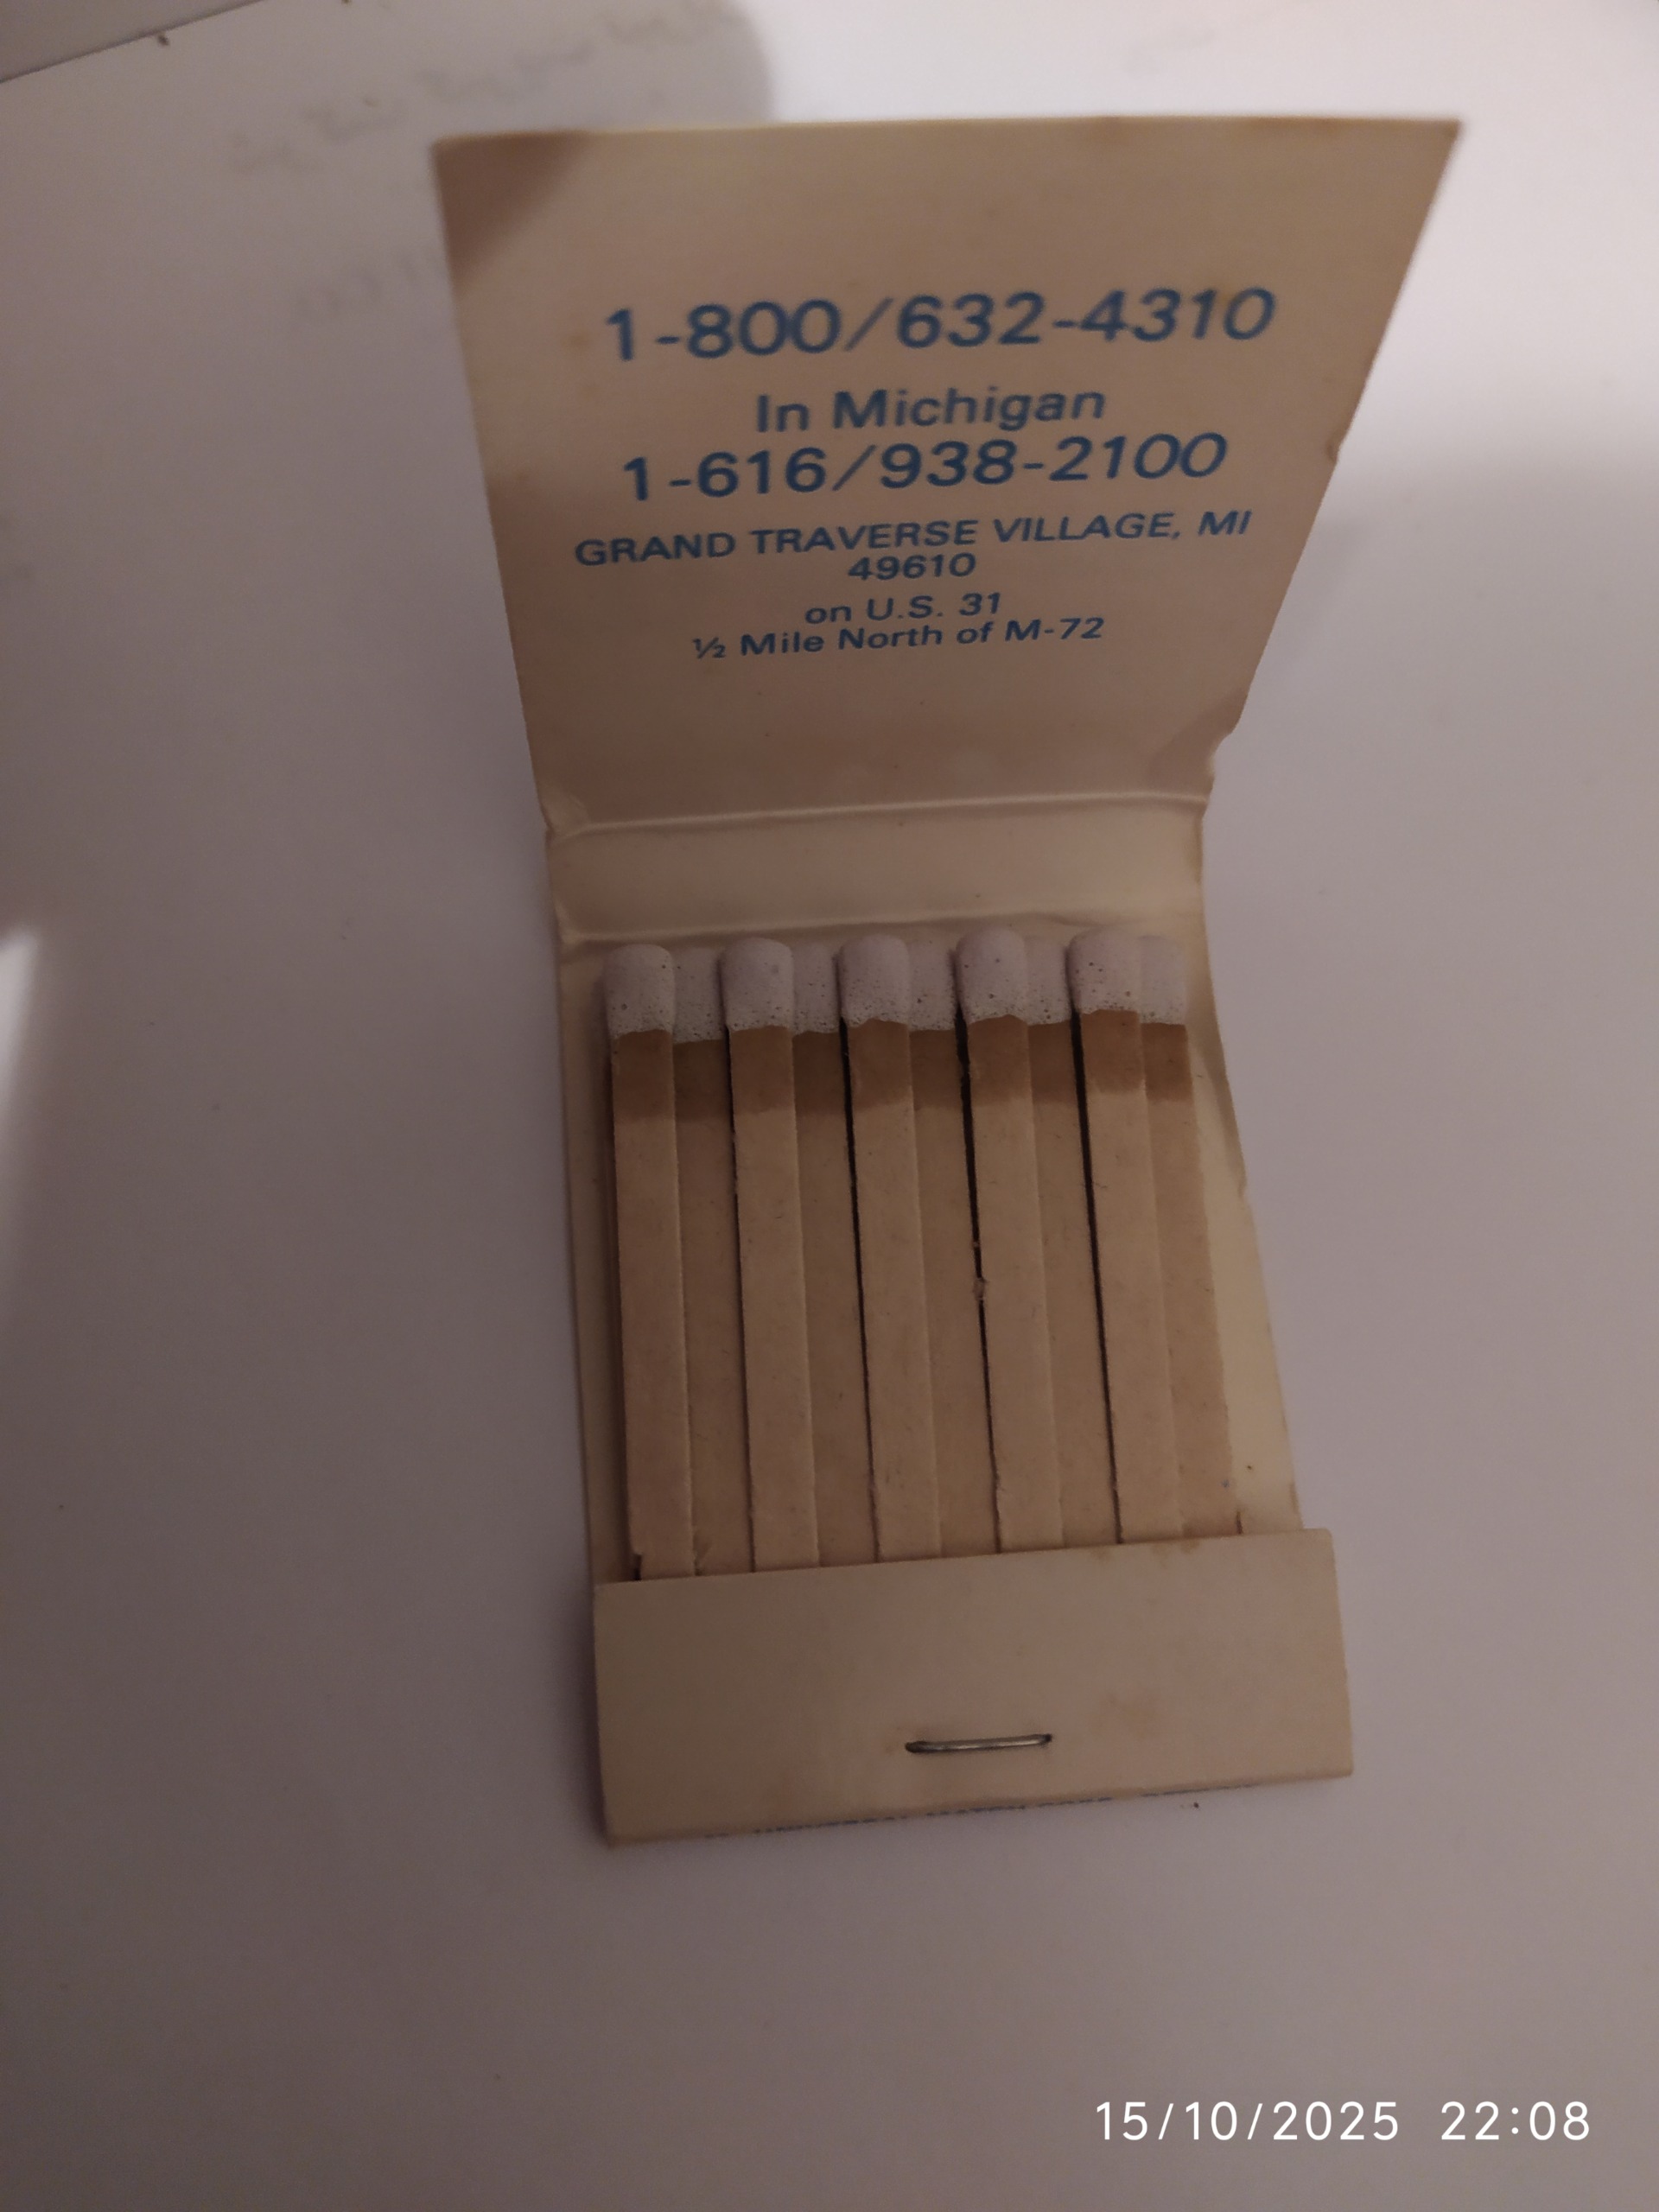 1-800/632-4310
In Michigan
1-616/938-2100
GRAND TRAVERSE VILLAGE, MI
49610
on U.S. 31
½ Mile North of M-72
15/10/2025 22:08